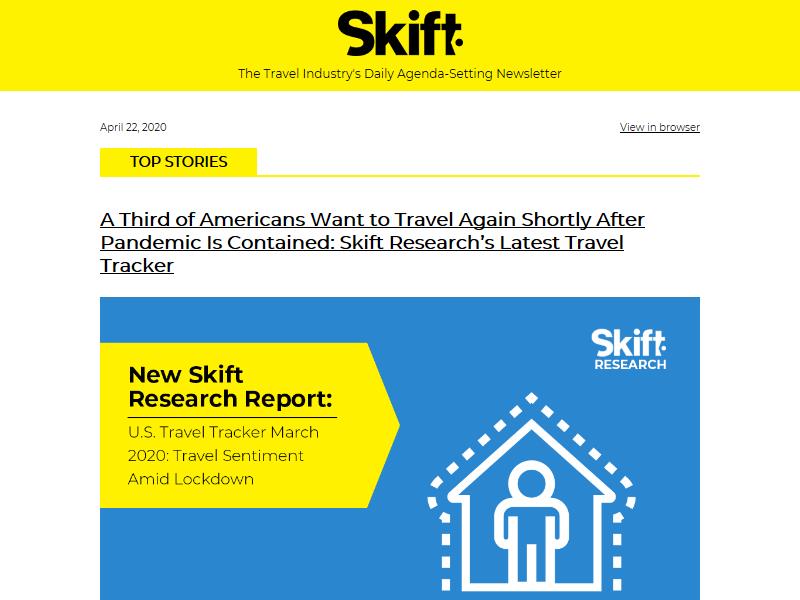 Skift
The Travel Industry's Daily Agenda-Setting Newsletter
April 22, 2020
View in browser
TOP STORIES
A Third of Americans Want to Travel Again Shortly After
Pandemic Is Contained: Skift Research’s Latest Travel
Tracker
Skift
RESEARCH
New Skift
Research Report:
U.S. Travel Tracker March
2020: Travel Sentiment
Amid Lockdown